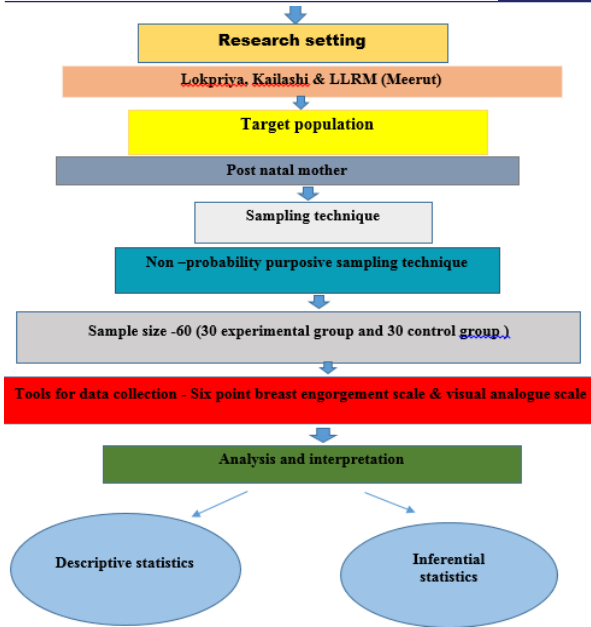 Research setting
Lokpriya, Kailashi & LLRM (Meerut)
Target population
Post natal mother
Sampling technique
Non –probability purposive sampling technique
Sample size -60 (30 experimental group and 30 control group )
Tools for data collection - Six point breast engorgement scale & visual analogue scale
Analysis and interpretation
Descriptive statistics
Inferential
statistics